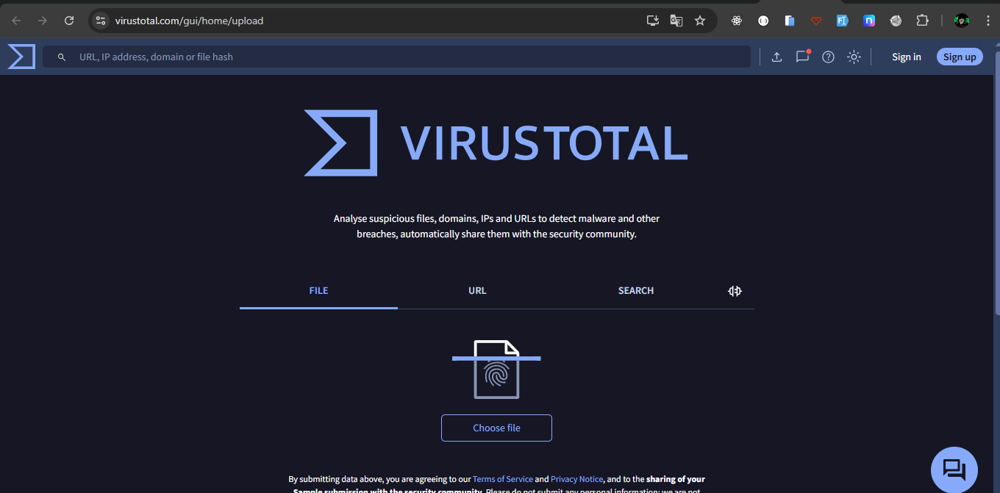 virustotal.com/gui/home/upload
URL, IP address, domain or file hash
Sign in
Sign up
VIRUSTOTAL
Analyse suspicious files, domains, IPs and URLs to detect malware and other
breaches, automatically share them with the security community.
FILE
URL
SEARCH
Choose file
By submitting data above, you are agreeing to our Terms of Service and Privacy Notice, and to the sharing of your
Sample submission with the security community. Please do not submit any personal information; we are not